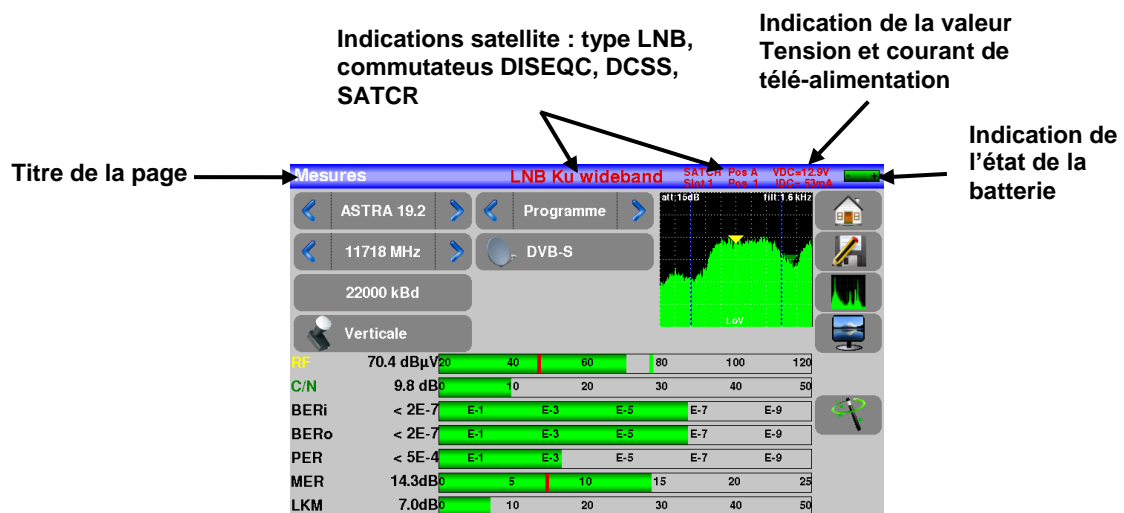 Indications satellite : type LNB,
commutateus DISEQC, DCSS,
SATCR
Indication de la valeur
Tension et courant de
télé-alimentation
Indication de
l'état de la
batterie
Titre de la page
Mesures LNB Ku wideband SATCR Pos A VDC=12.9V
Slot 1 Pos 1 IDC= 53mA
- +
ASTRA 19.2 Programme
att:15dB filt:1.6 kHz
11718 MHz DVB-S
22000 kBd
LoV
Verticale
RF 70.4 dBµV 20 40 60 80 100 120
C/N 9.8 dB 0 10 20 30 40 50
BERi < 2E-7 E-1 E-3 E-5 E-7 E-9
BERo < 2E-7 E-1 E-3 E-5 E-7 E-9
PER < 5E-4 E-1 E-3 E-5 E-7 E-9
MER 14.3dB 0 5 10 15 20 25
LKM 7.0dB 0 10 20 30 40 50